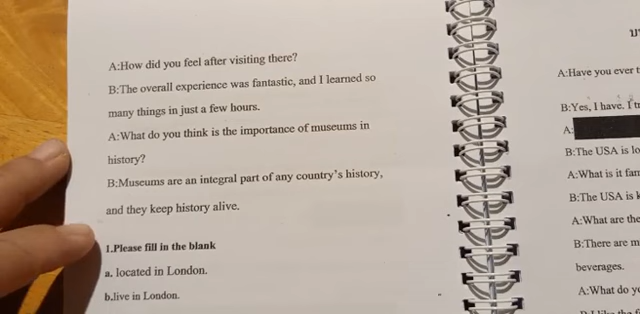 A:How did you feel after visiting there?
B:The overall experience was fantastic, and I learned so
many things in just a few hours.
A:What do you think is the importance of museums in
history?
B:Museums are an integral part of any country's history,
and they keep history alive.
1.Please fill in the blank
a. located in London.
b.live in London.
A:Have you ever
B:Yes, I have. I
A:
B:The USA is
A:What is it
B:The USA is
A:What are the
B:There are
beverages.
A:What do